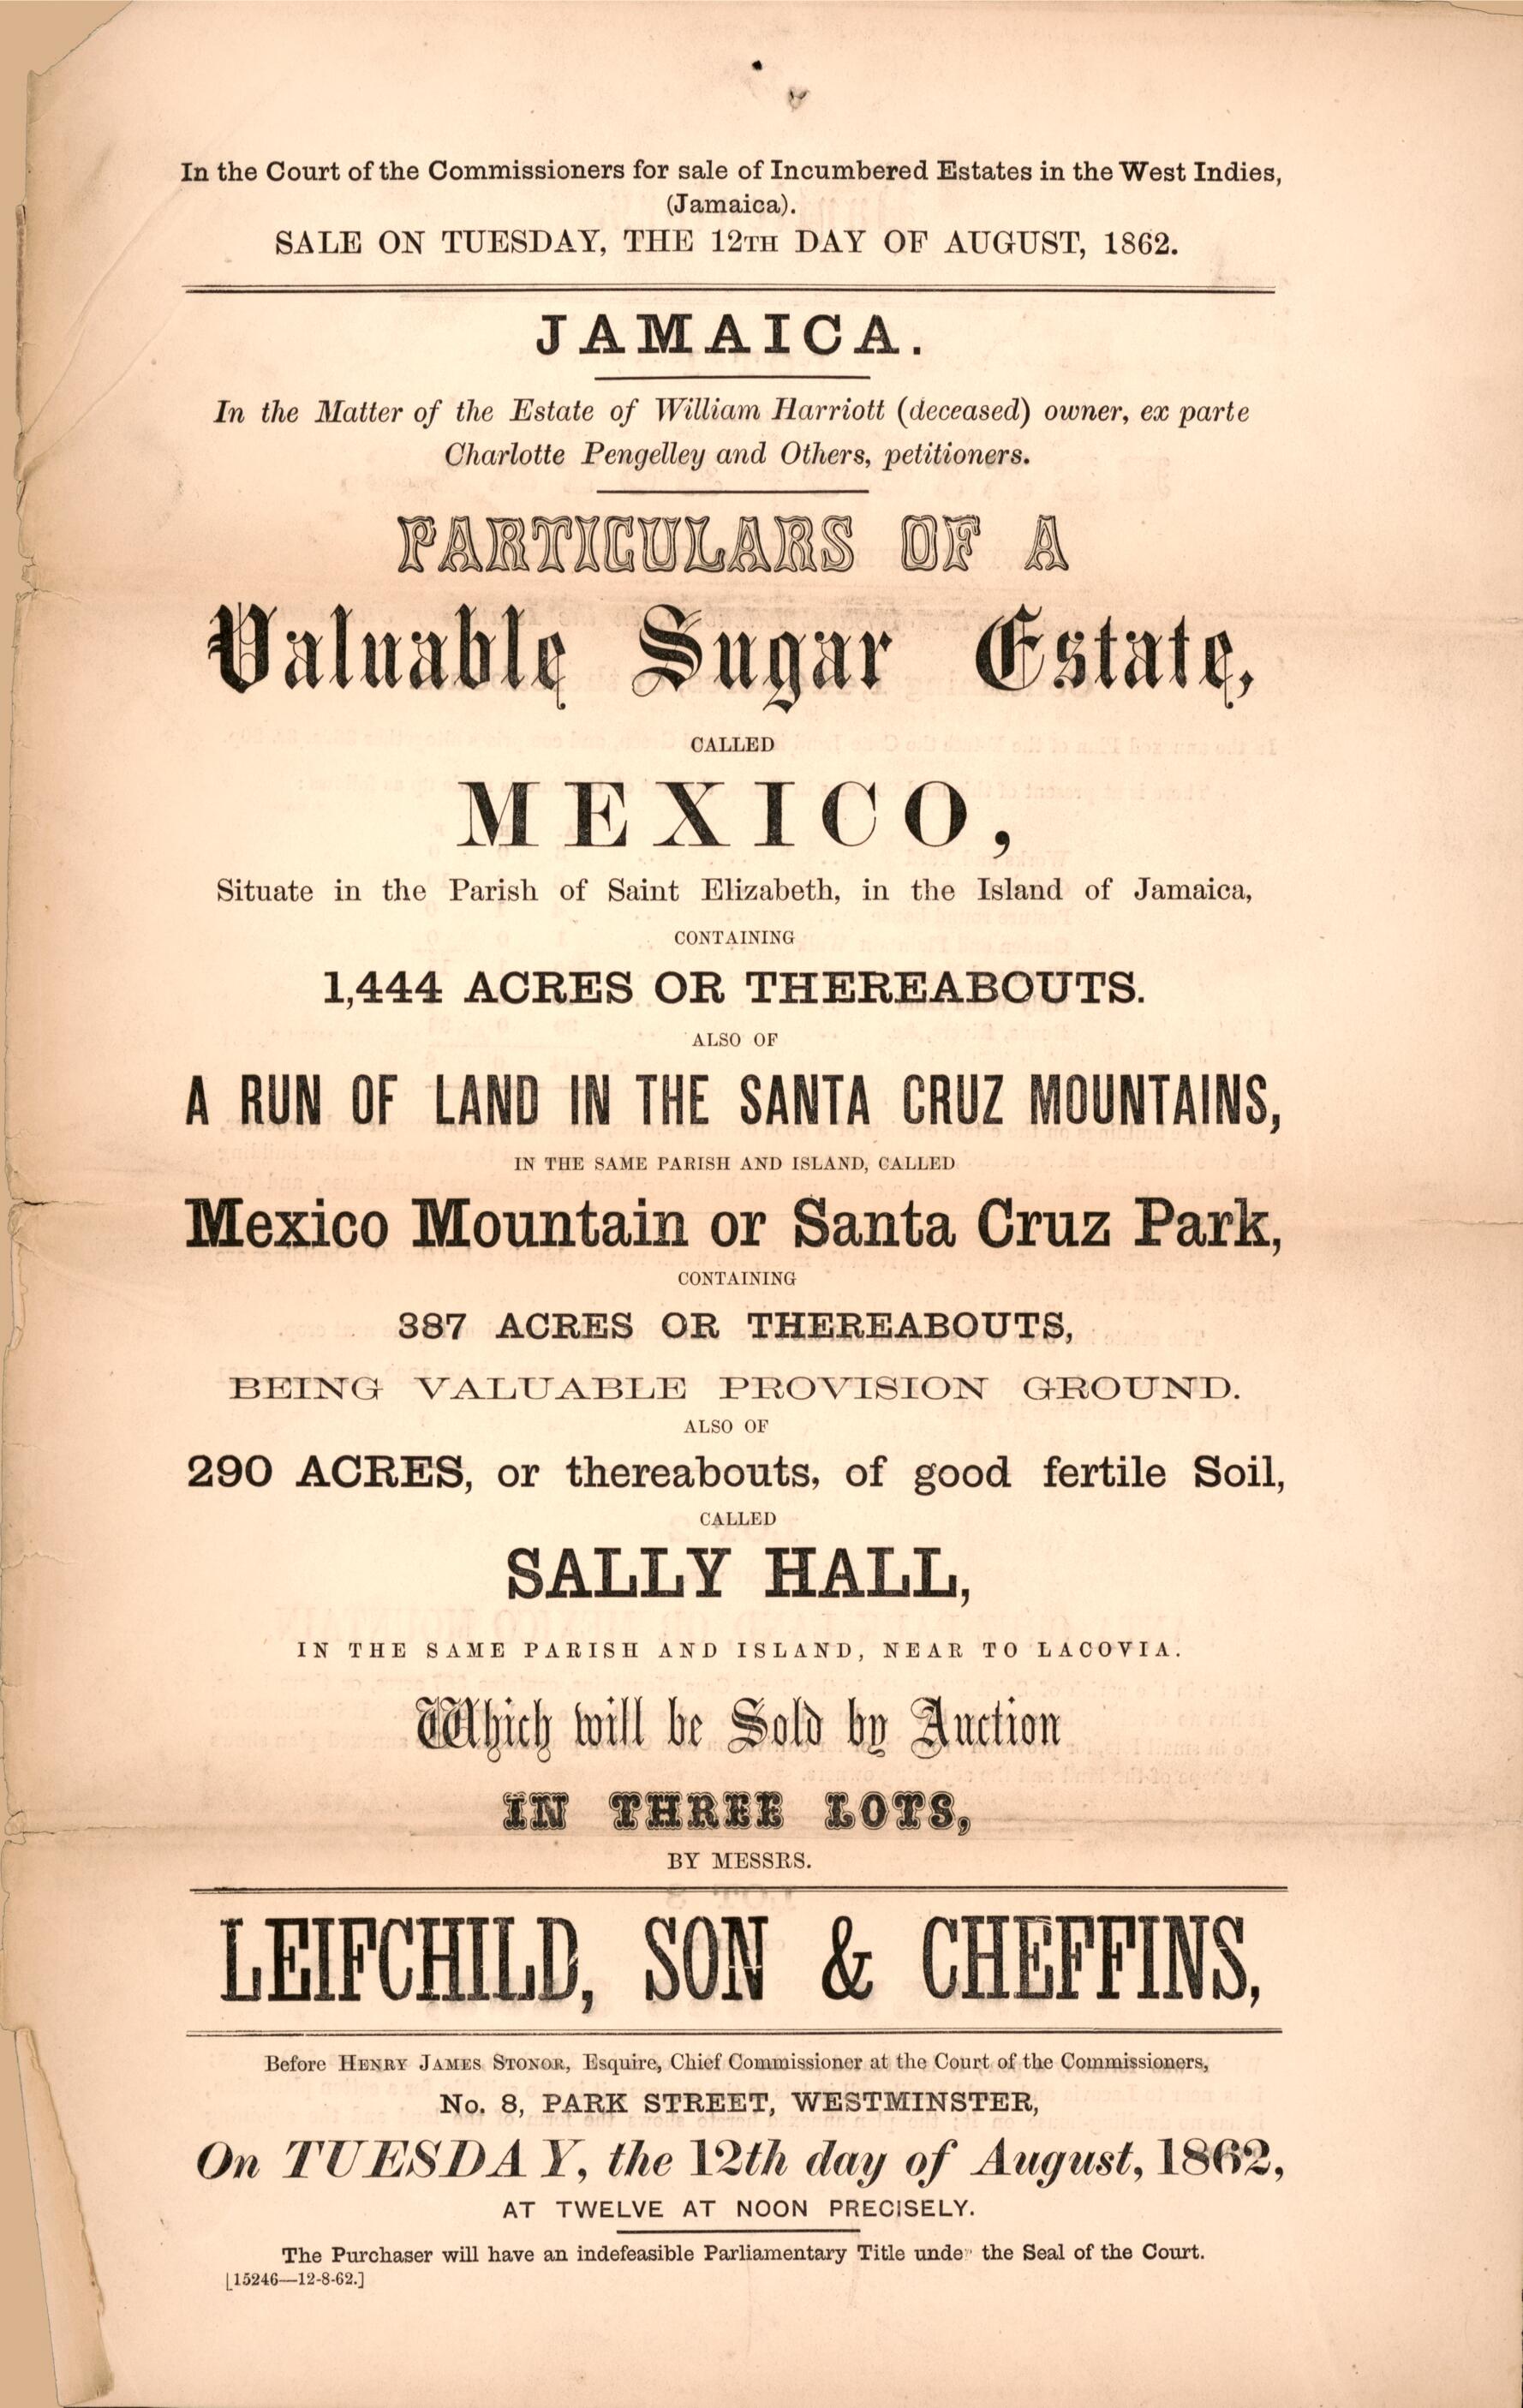 In the Court of the Commissioners for sale of Incumbered Estates in the West Indies,
(Jamaica).
SALE ON TUESDAY, THE 12TH DAY OF AUGUST, 1862.
JAMAICA.
In the Matter of the Estate of William Harriott (deceased) owner, ex parte
Charlotte Pengelley and Others, petitioners.
PARTICULARS OF A
Valuable Sugar Estate,
CALLED
MEXICO,
Situate in the Parish of Saint Elizabeth, in the Island of Jamaica,
CONTAINING
1,444 ACRES OR THEREABOUTS.
ALSO OF
A RUN OF LAND IN THE SANTA CRUZ MOUNTAINS,
IN THE SAME PARISH AND ISLAND, CALLED
Mexico Mountain or Santa Cruz Park,
CONTAINING
387 ACRES OR THEREABOUTS,
BEING VALUABLE PROVISION GROUND.
ALSO OF
290 ACRES, or thereabouts, of good fertile Soil,
CALLED
SALLY HALL,
IN THE SAME PARISH AND ISLAND, NEAR TO LACOVIA.
Which will be Sold by Auction
IN THREE LOTS,
BY MESSRS.
LEIFCHILD, SON & CHEFFINS,
Before HENRY JAMES STONOR, Esquire, Chief Commissioner at the Court of the Commissioners,
No. 8, PARK STREET, WESTMINSTER,
On TUESDAY, the 12th day of August, 1862,
AT TWELVE AT NOON PRECISELY.
The Purchaser will have an indefeasible Parliamentary Title under the Seal of the Court.
[15246—12-8-62.]